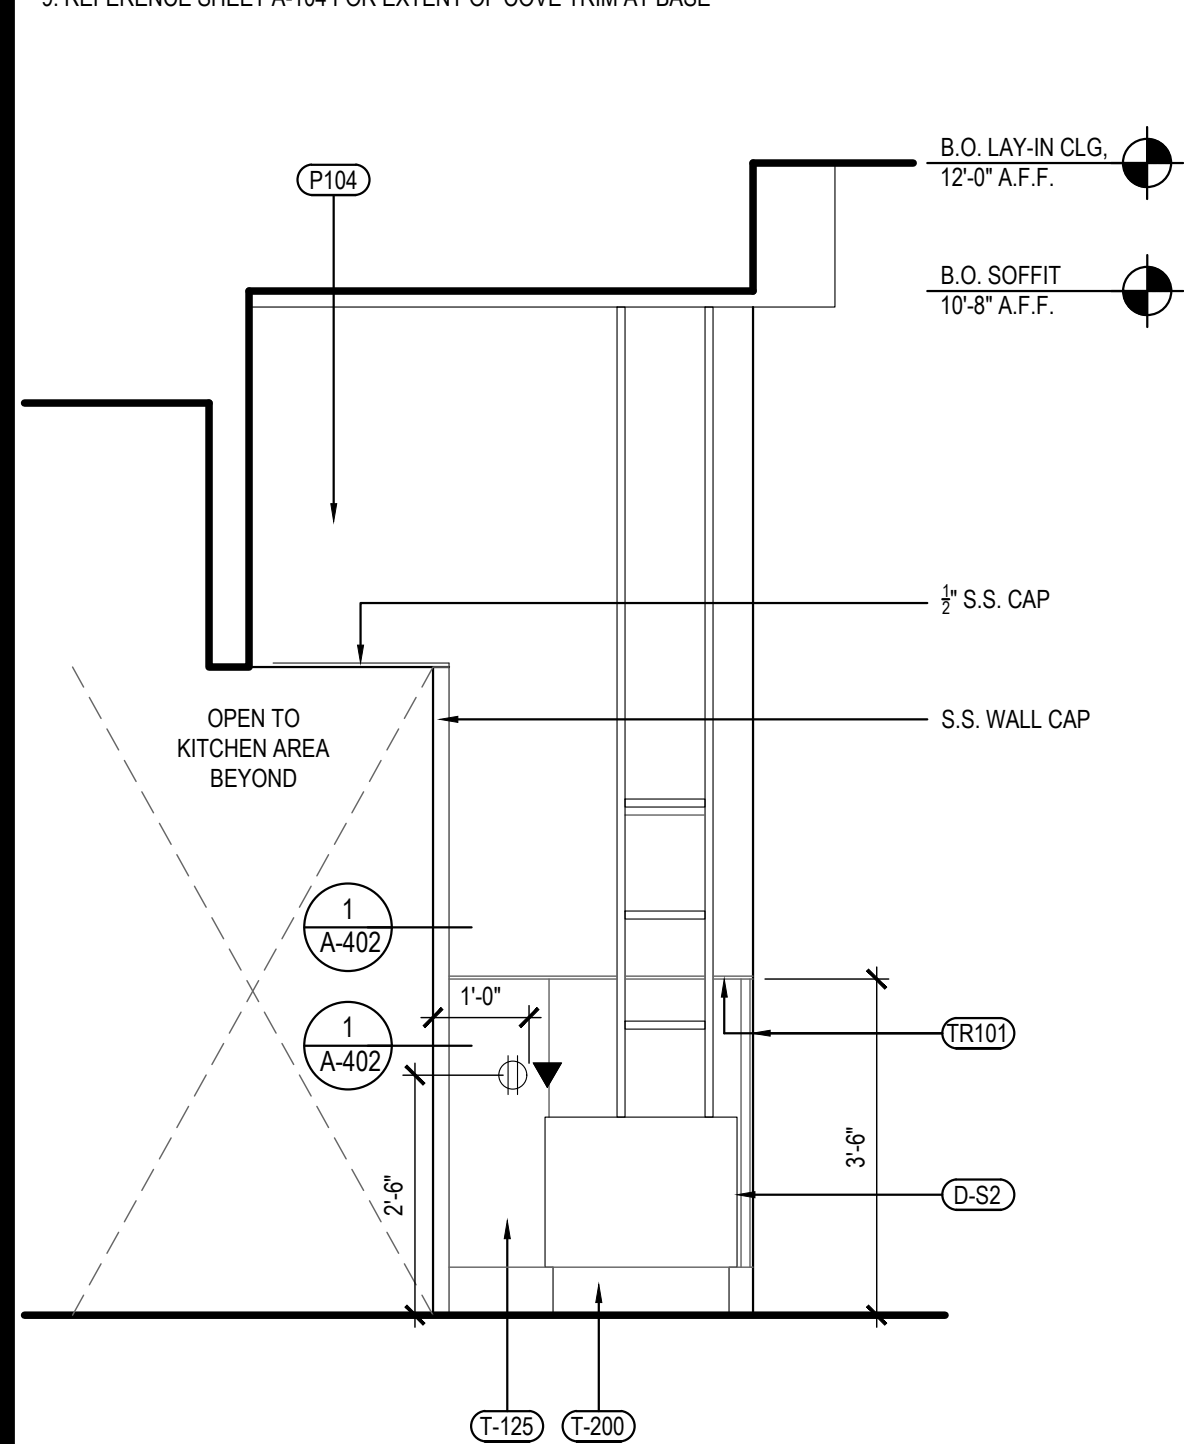 9. REFERENCE SHEET A-104 FOR EXTENT OF COVE TRIM AT BASE
B.O. LAY-IN CLG,
12'-0" A.F.F.
P104
B.O. SOFFIT
10'-8" A.F.F.
½" S.S. CAP
OPEN TO
KITCHEN AREA
BEYOND
S.S. WALL CAP
1
A-402
1'-0"
1
A-402
TR101
3'-6"
2'-6"
D-S2
T-125
T-200